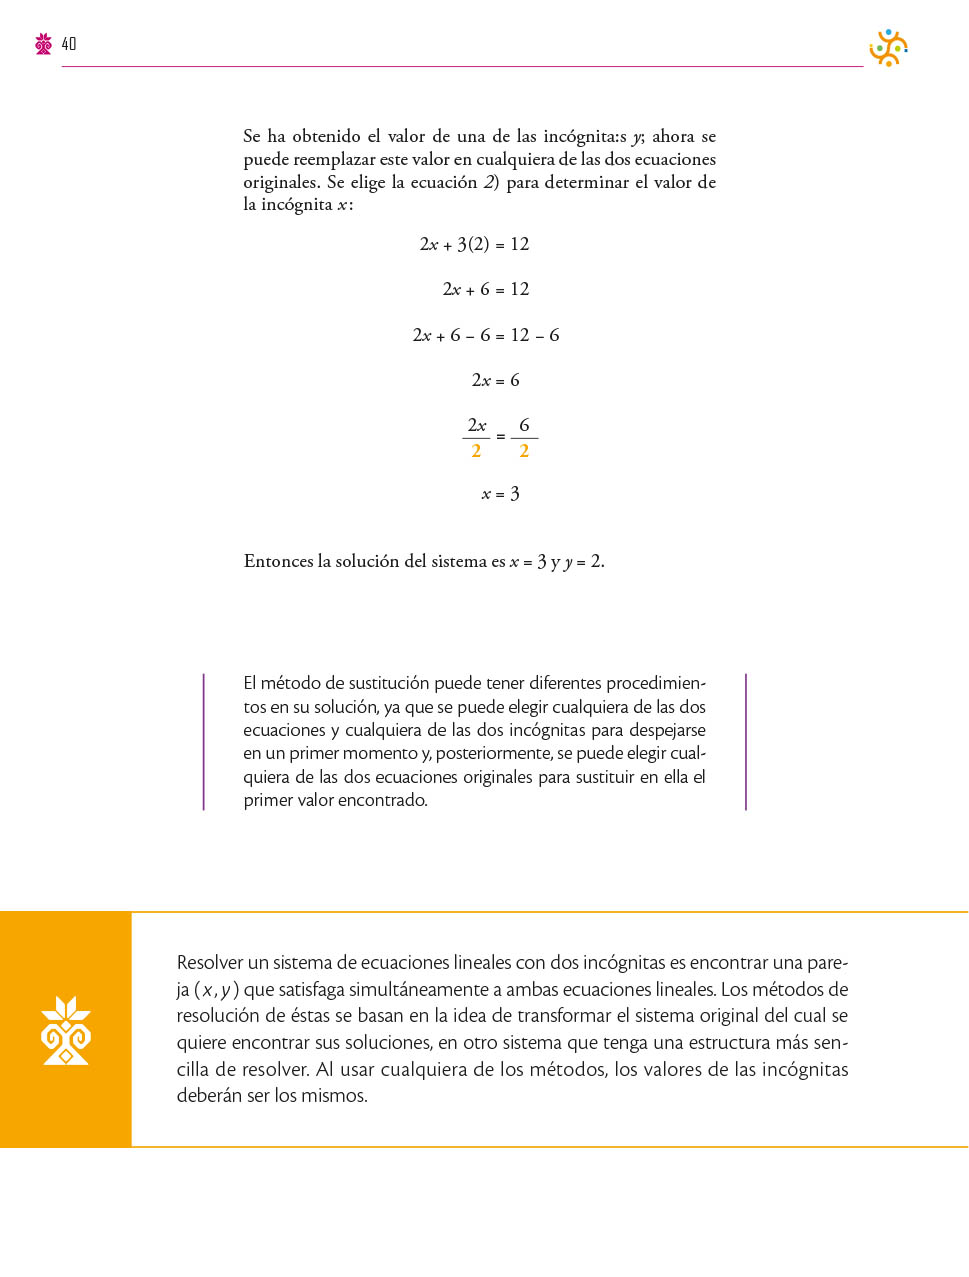 40
Se ha obtenido el valor de una de las incógnita:s y; ahora se
puede reemplazar este valor en cualquiera de las dos ecuaciones
originales. Se elige la ecuación 2) para determinar el valor de
la incógnita x:
2x + 3(2) = 12
2x + 6 = 12
2x + 6 – 6 = 12 – 6
2x = 6
2x/2 = 6/2
x = 3
Entonces la solución del sistema es x = 3 y y = 2.
El método de sustitución puede tener diferentes procedimien-
tos en su solución, ya que se puede elegir cualquiera de las dos
ecuaciones y cualquiera de las dos incógnitas para despejarse
en un primer momento y, posteriormente, se puede elegir cual-
quiera de las dos ecuaciones originales para sustituir en ella el
primer valor encontrado.
Resolver un sistema de ecuaciones lineales con dos incógnitas es encontrar una pare-
ja (x, y) que satisfaga simultáneamente a ambas ecuaciones lineales. Los métodos de
resolución de éstas se basan en la idea de transformar el sistema original del cual se
quiere encontrar sus soluciones, en otro sistema que tenga una estructura más sen-
cilla de resolver. Al usar cualquiera de los métodos, los valores de las incógnitas
deberán ser los mismos.